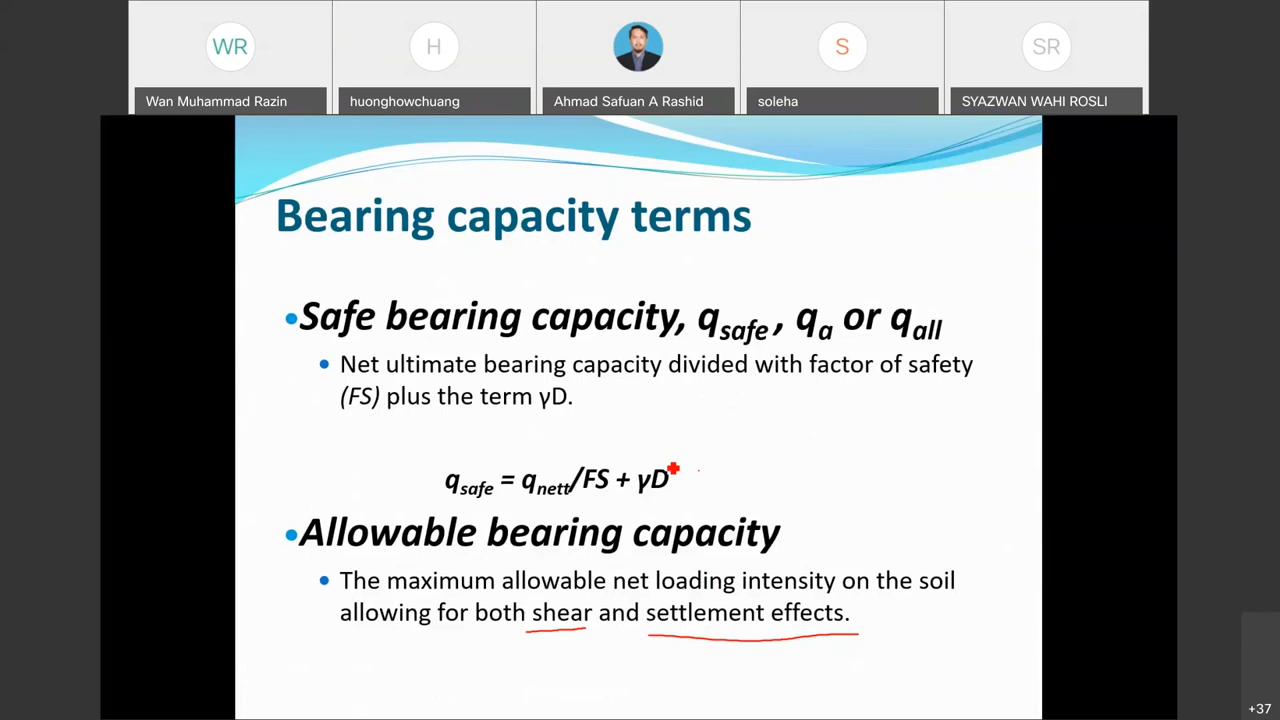 WR
H
S
SR
Wan Muhammad Razin
huonghowchuang
Ahmad Safuan A Rashid
soleha
SYAZWAN WAHI ROSLI
Bearing capacity terms
•Safe bearing capacity, qsafe , qa or qall
• Net ultimate bearing capacity divided with factor of safety
(FS) plus the term γD.
qsafe = qnett/FS + γD
•Allowable bearing capacity
• The maximum allowable net loading intensity on the soil
allowing for both shear and settlement effects.
+37